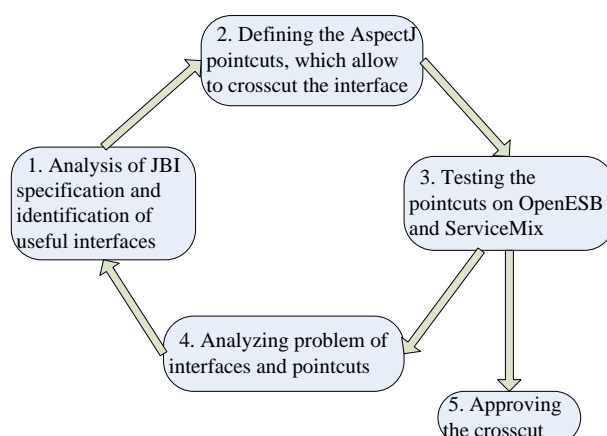 2. Defining the AspectJ
pointcuts, which allow
to crosscut the interface
1. Analysis of JBI
specification and
identification of
useful interfaces
3. Testing the
pointcuts on OpenESB
and ServiceMix
4. Analyzing problem of
interfaces and pointcuts
5. Approving
the crosscut